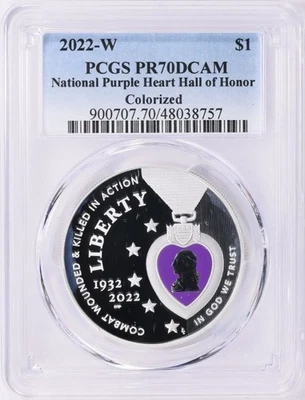 2022-W $1
PCGS PR70DCAM
National Purple Heart Hall of Honor
Colorized
900707.70/48038757
COMBAT WOUNDED & KILLED IN ACTION
LIBERTY
1932
2022
IN GOD WE TRUST